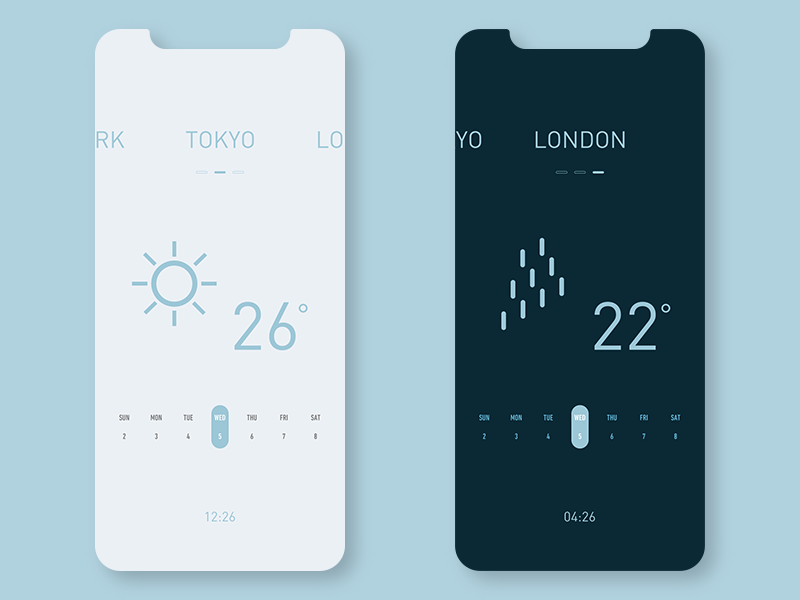 RK TOKYO LO
26°
SUN MON TUE WED THU FRI SAT
2 3 4 5 6 7 8
12:26
YO LONDON
22°
SUN MON TUE WED THU FRI SAT
2 3 4 5 6 7 8
04:26